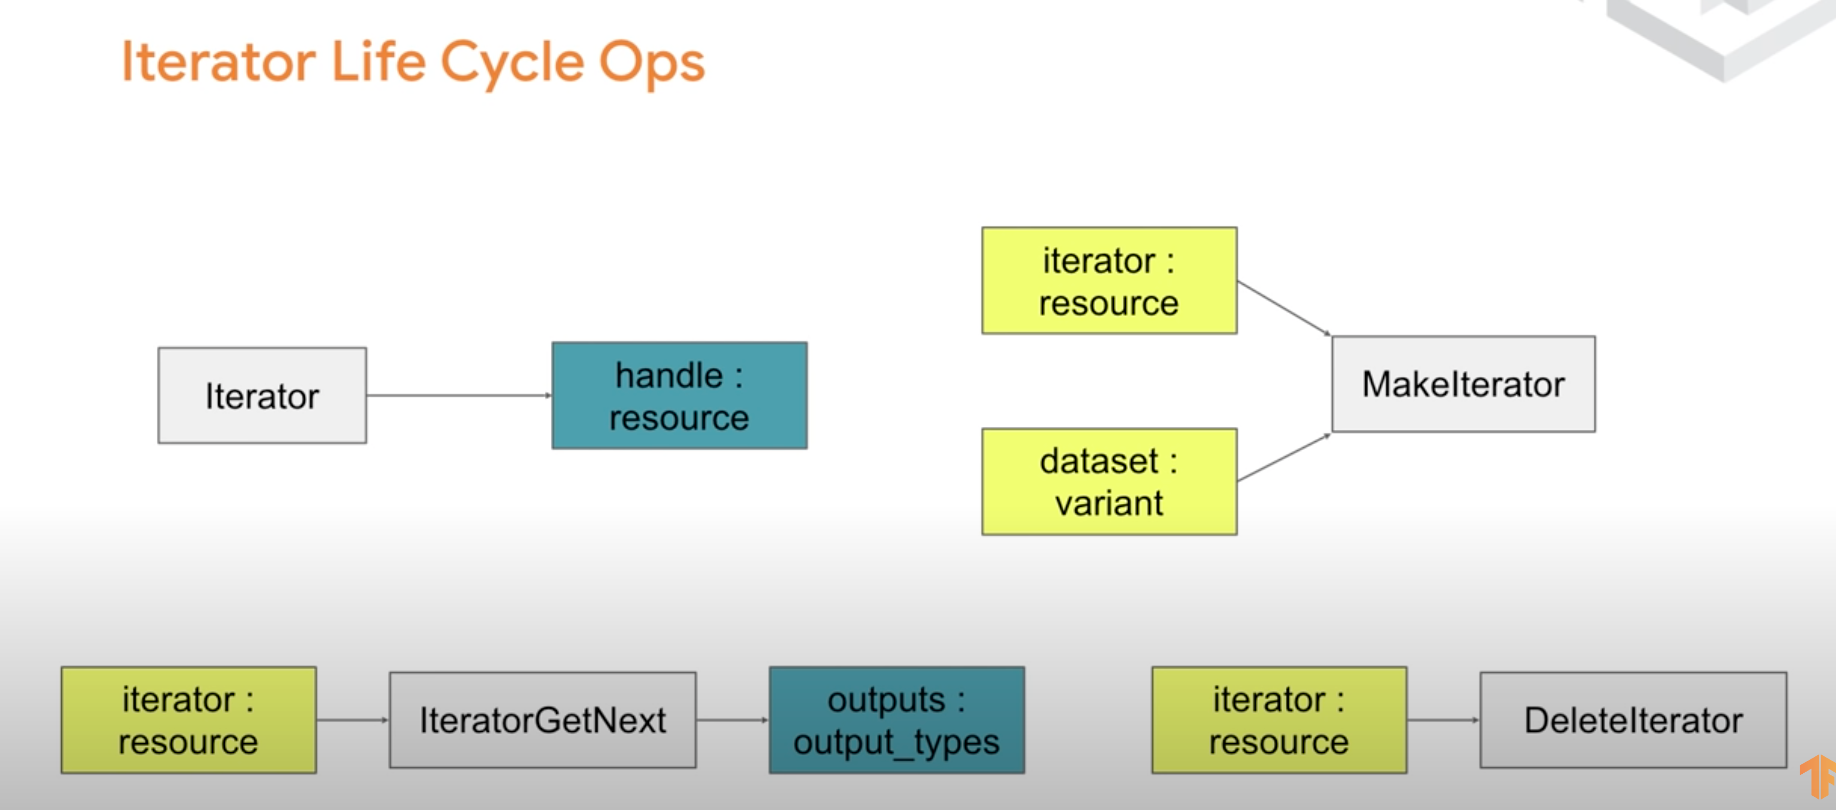 Iterator Life Cycle Ops
iterator :
resource
Iterator
handle :
resource
MakeIterator
dataset :
variant
iterator :
resource
IteratorGetNext
outputs :
output_types
iterator :
resource
DeleteIterator